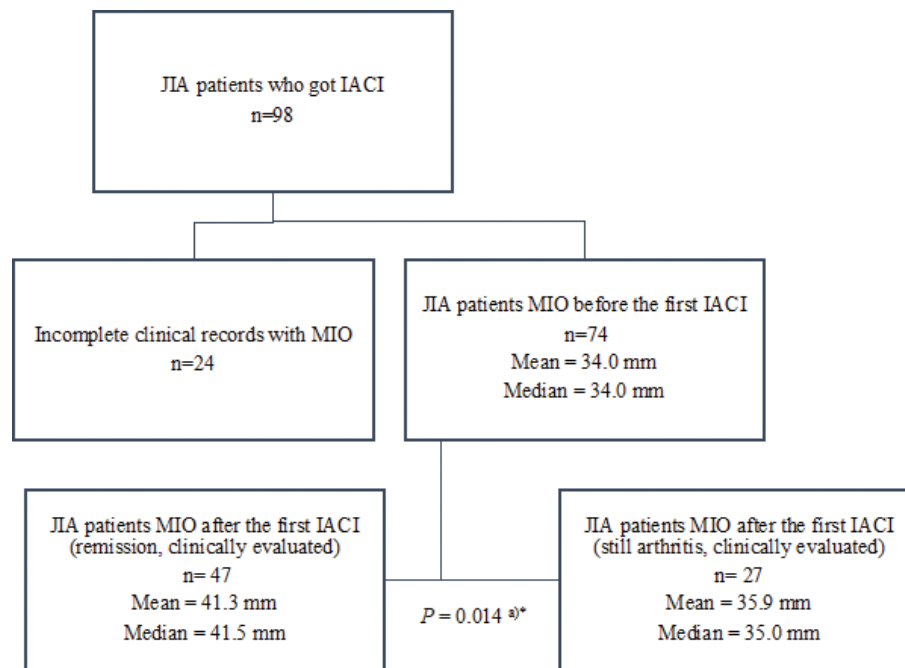 JIA patients who got IACI
n=98
Incomplete clinical records with MIO
n=24
JIA patients MIO before the first IACI
n=74
Mean = 34.0 mm
Median = 34.0 mm
JIA patients MIO after the first IACI
(remission, clinically evaluated)
n= 47
Mean = 41.3 mm
Median = 41.5 mm
P = 0.014 a)*
JIA patients MIO after the first IACI
(still arthritis, clinically evaluated)
n= 27
Mean = 35.9 mm
Median = 35.0 mm